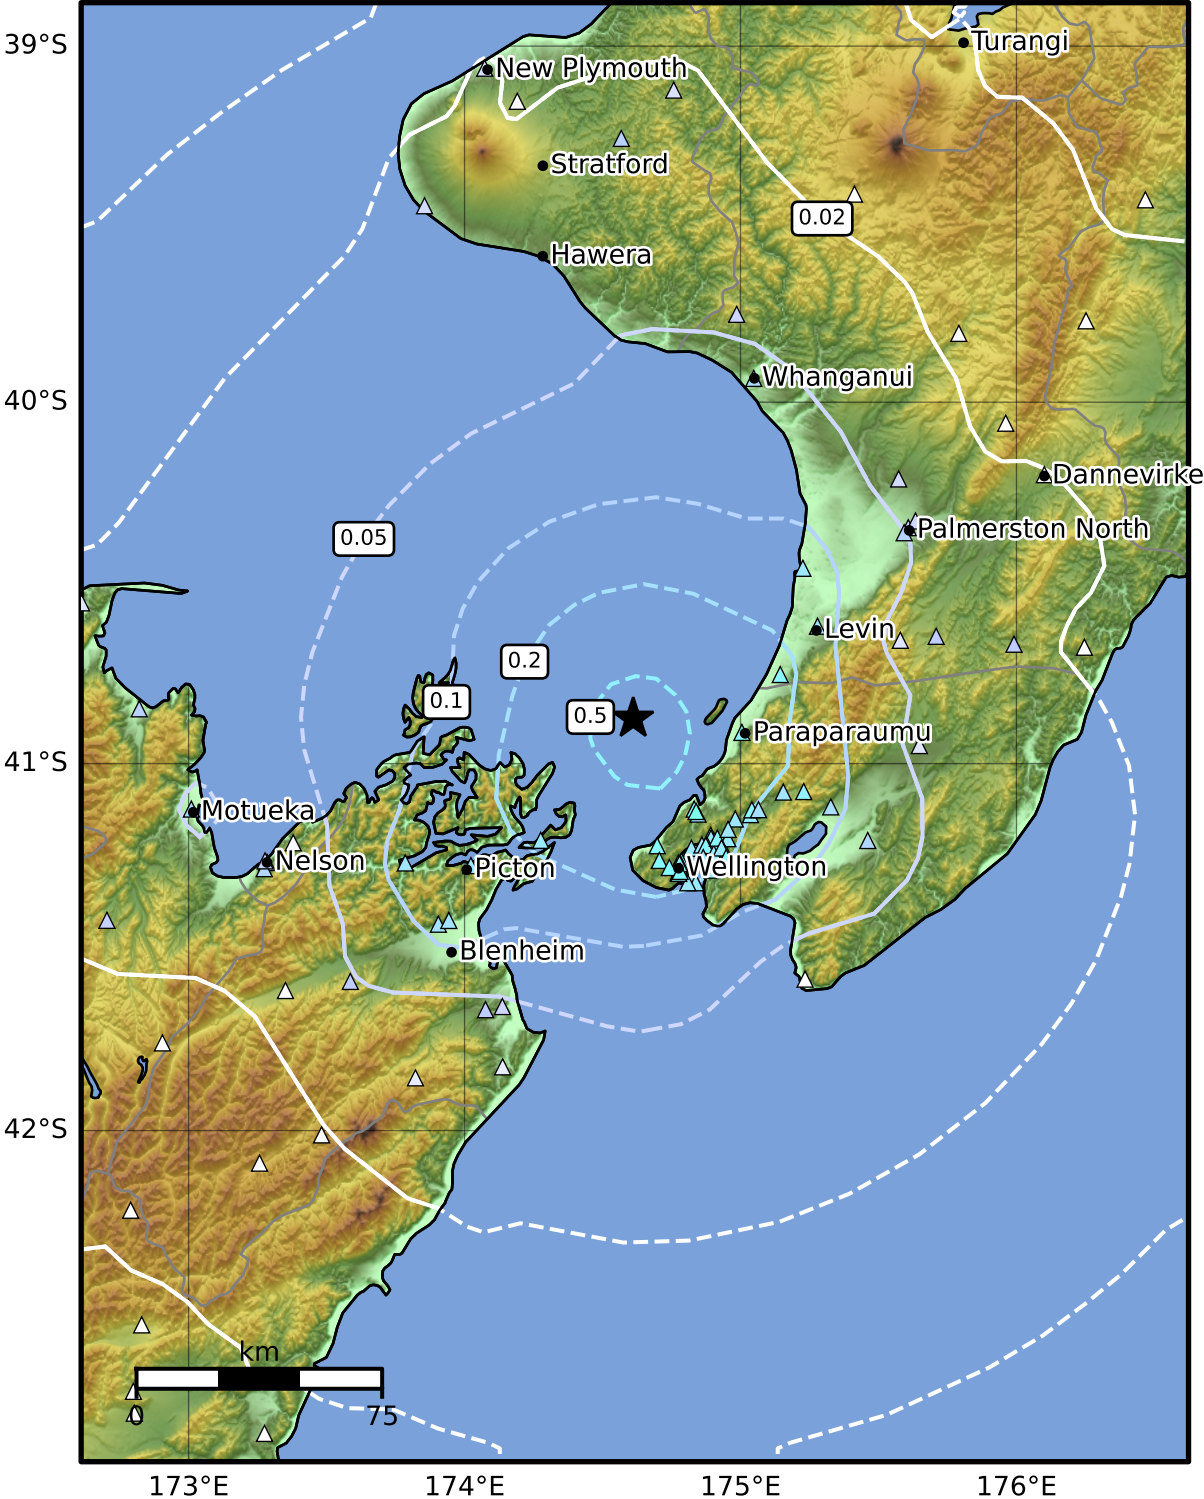 39°S
Turangi
New Plymouth
Stratford
0.02
Hawera
Whanganui
40°S
Dannevirke
Palmerston North
0.05
Levin
0.2
0.1
0.5
Paraparaumu
41°S
Motueka
Nelson
Picton
Wellington
Blenheim
42°S
km
0
75
173°E
174°E
175°E
176°E